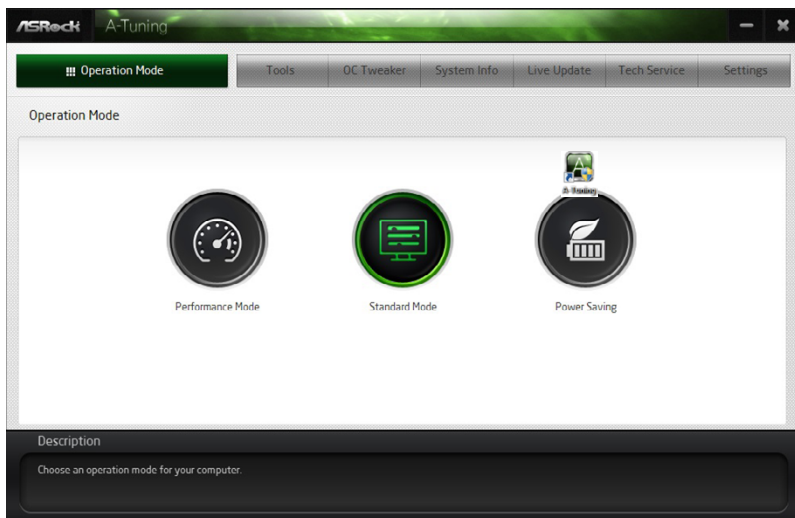 ASRock A-Tuning
Operation Mode Tools OC Tweaker System Info Live Update Tech Service Settings
Operation Mode
A-Tuning
Performance Mode Standard Mode Power Saving
Description
Choose an operation mode for your computer.